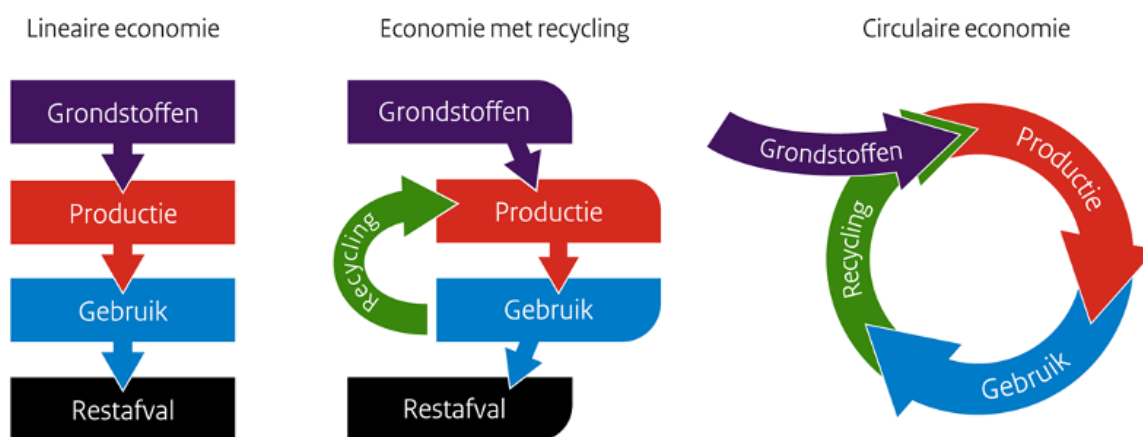 Lineaire economie
Grondstoffen
Productie
Gebruik
Restafval
Economie met recycling
Grondstoffen
Recycling
Productie
Gebruik
Restafval
Circulaire economie
Grondstoffen
Productie
Gebruik
Recycling